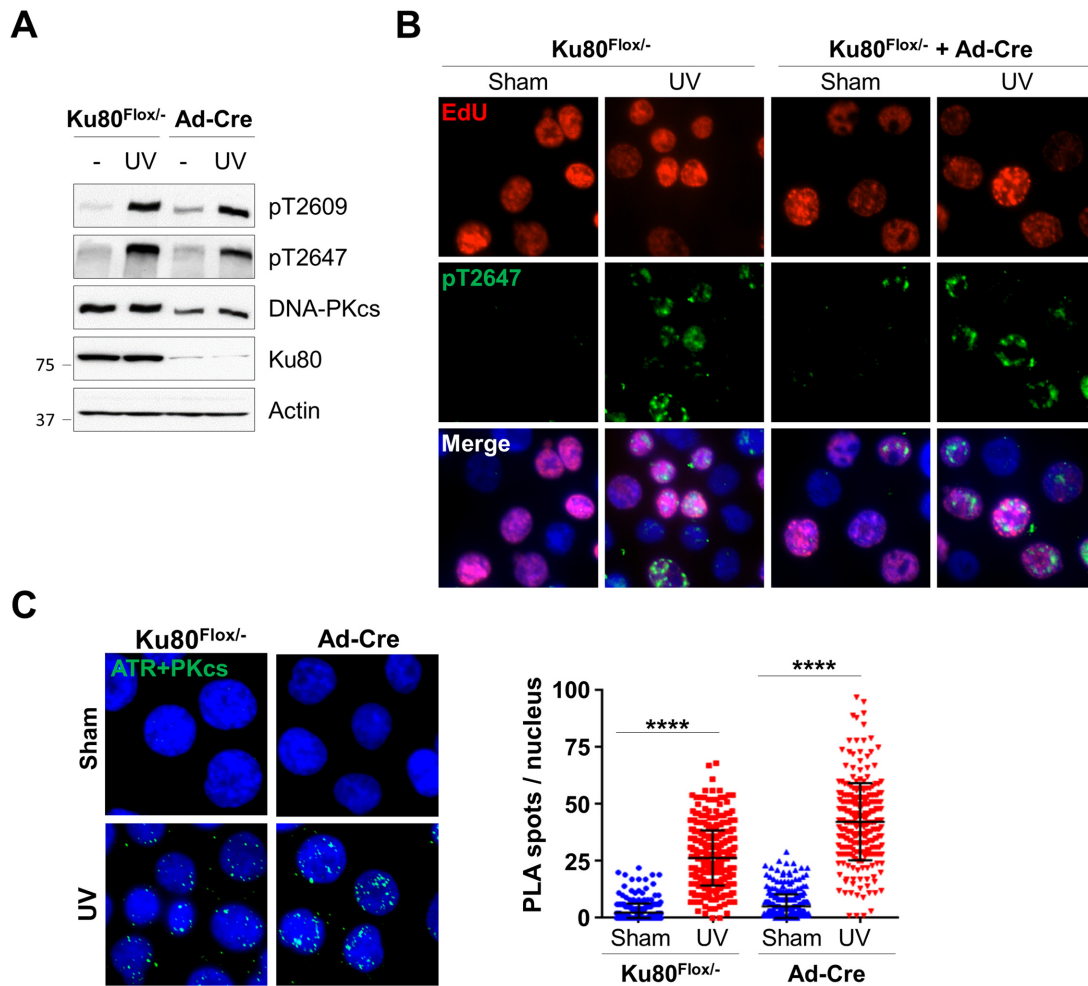 A
Ku80Flox/- Ad-Cre
- UV - UV
pT2609
pT2647
DNA-PKcs
75 Ku80
37 Actin
B
Ku80Flox/- Ku80Flox/- + Ad-Cre
Sham UV Sham UV
EdU
pT2647
Merge
C
Ku80Flox/- Ad-Cre
ATR+PKcs
Sham
UV
PLA spots / nucleus
100
75
50
25
0
**** ****
Sham UV Sham UV
Ku80Flox/- Ad-Cre